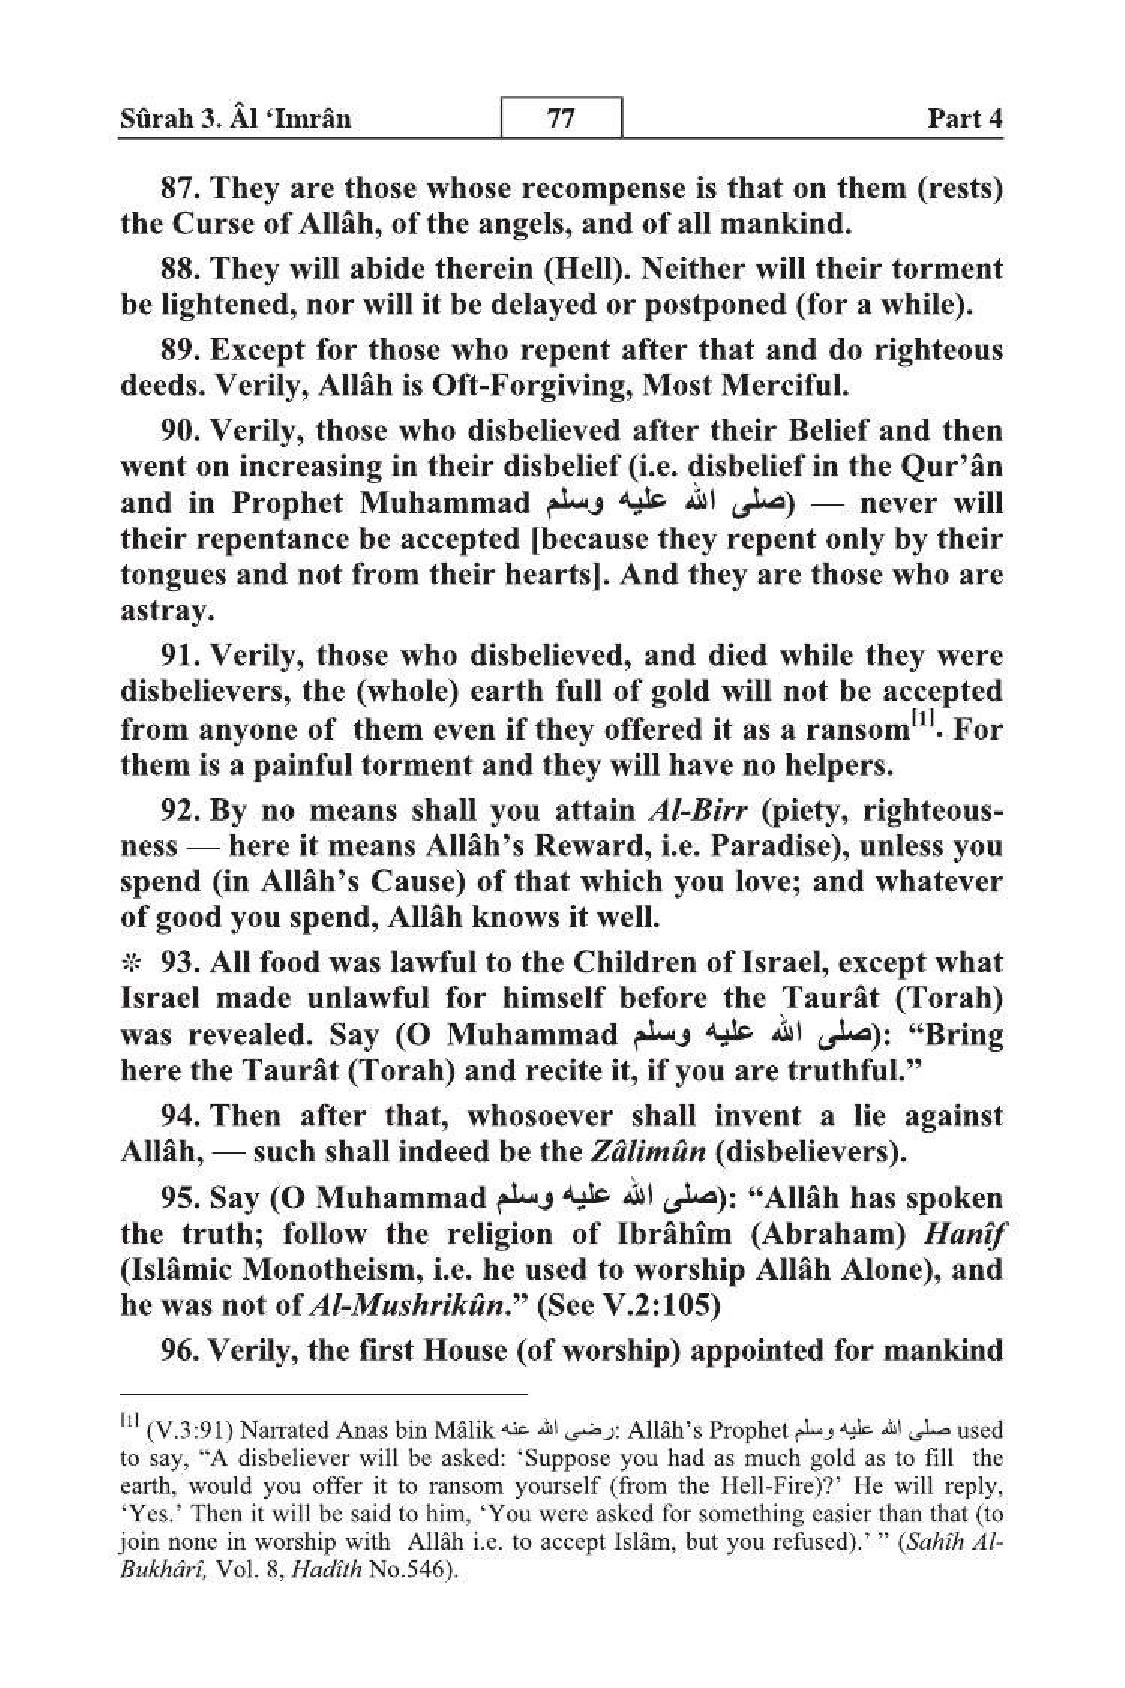 Sûrah 3. Âl ‘Imrân 77 Part 4
87. They are those whose recompense is that on them (rests)
the Curse of Allâh, of the angels, and of all mankind.
88. They will abide therein (Hell). Neither will their torment
be lightened, nor will it be delayed or postponed (for a while).
89. Except for those who repent after that and do righteous
deeds. Verily, Allâh is Oft-Forgiving, Most Merciful.
90. Verily, those who disbelieved after their Belief and then
went on increasing in their disbelief (i.e. disbelief in the Qur’ân
and in Prophet Muhammad صلى الله عليه وسلم) — never will
their repentance be accepted [because they repent only by their
tongues and not from their hearts]. And they are those who are
astray.
91. Verily, those who disbelieved, and died while they were
disbelievers, the (whole) earth full of gold will not be accepted
from anyone of them even if they offered it as a ransom[1]. For
them is a painful torment and they will have no helpers.
92. By no means shall you attain Al-Birr (piety, righteous-
ness — here it means Allâh’s Reward, i.e. Paradise), unless you
spend (in Allâh’s Cause) of that which you love; and whatever
of good you spend, Allâh knows it well.
❊ 93. All food was lawful to the Children of Israel, except what
Israel made unlawful for himself before the Taurât (Torah)
was revealed. Say (O Muhammad صلى الله عليه وسلم): “Bring
here the Taurât (Torah) and recite it, if you are truthful.”
94. Then after that, whosoever shall invent a lie against
Allâh, — such shall indeed be the Zâlimûn (disbelievers).
95. Say (O Muhammad صلى الله عليه وسلم): “Allâh has spoken
the truth; follow the religion of Ibrâhîm (Abraham) Hanîf
(Islâmic Monotheism, i.e. he used to worship Allâh Alone), and
he was not of Al-Mushrikûn.” (See V.2:105)
96. Verily, the first House (of worship) appointed for mankind
[1] (V.3:91) Narrated Anas bin Mâlik رضى الله عنه: Allâh’s Prophet صلى الله عليه وسلم used
to say, “A disbeliever will be asked: ‘Suppose you had as much gold as to fill the
earth, would you offer it to ransom yourself (from the Hell-Fire)?’ He will reply,
‘Yes.’ Then it will be said to him, ‘You were asked for something easier than that (to
join none in worship with Allâh i.e. to accept Islâm, but you refused).’ ” (Sahîh Al-
Bukhârî, Vol. 8, Hadîth No.546).